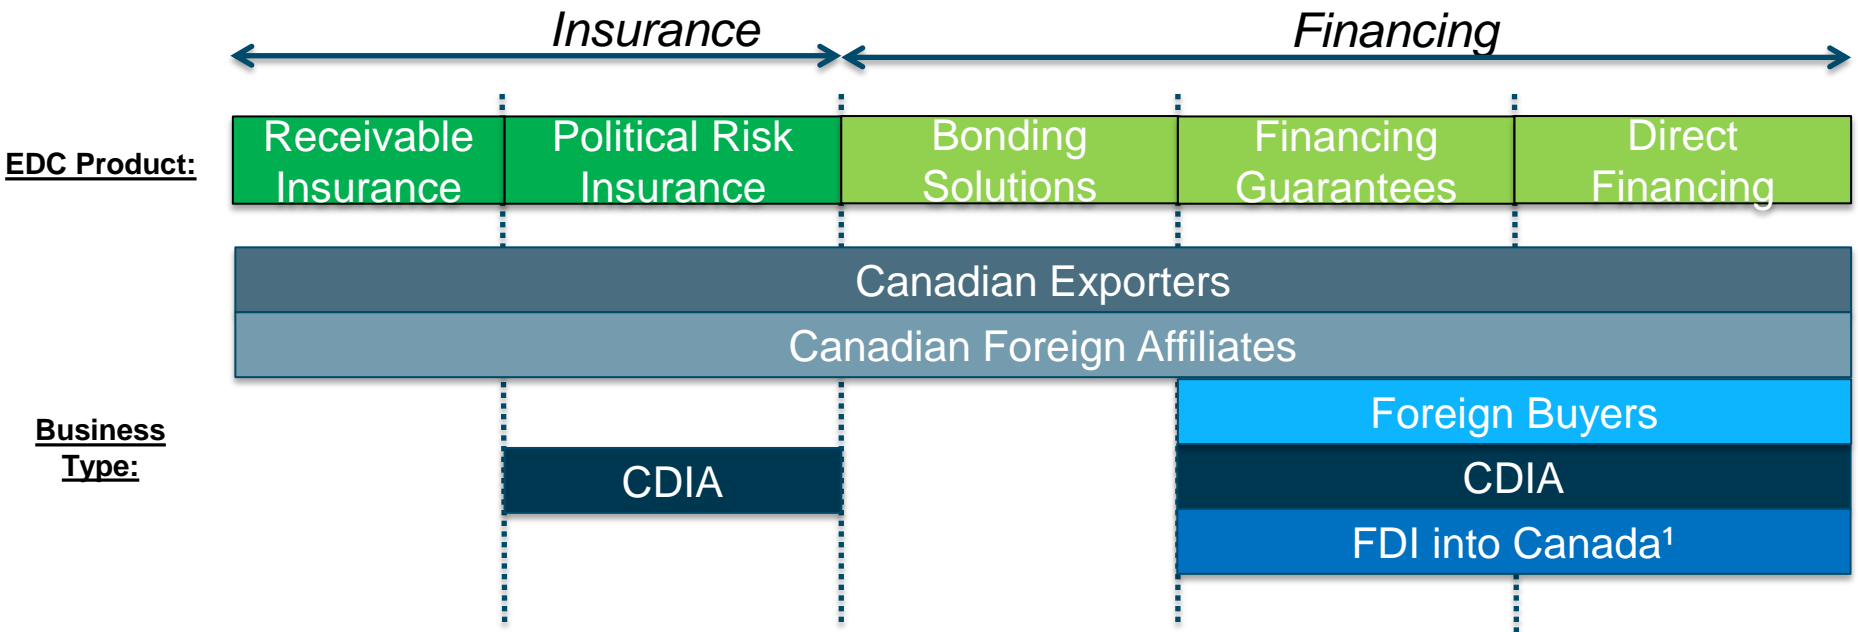 Insurance
Financing
EDC Product:
Receivable
Insurance
Political Risk
Insurance
Bonding
Solutions
Financing
Guarantees
Direct
Financing
Canadian Exporters
Canadian Foreign Affiliates
Business
Type:
Foreign Buyers
CDIA
CDIA
FDI into Canada¹